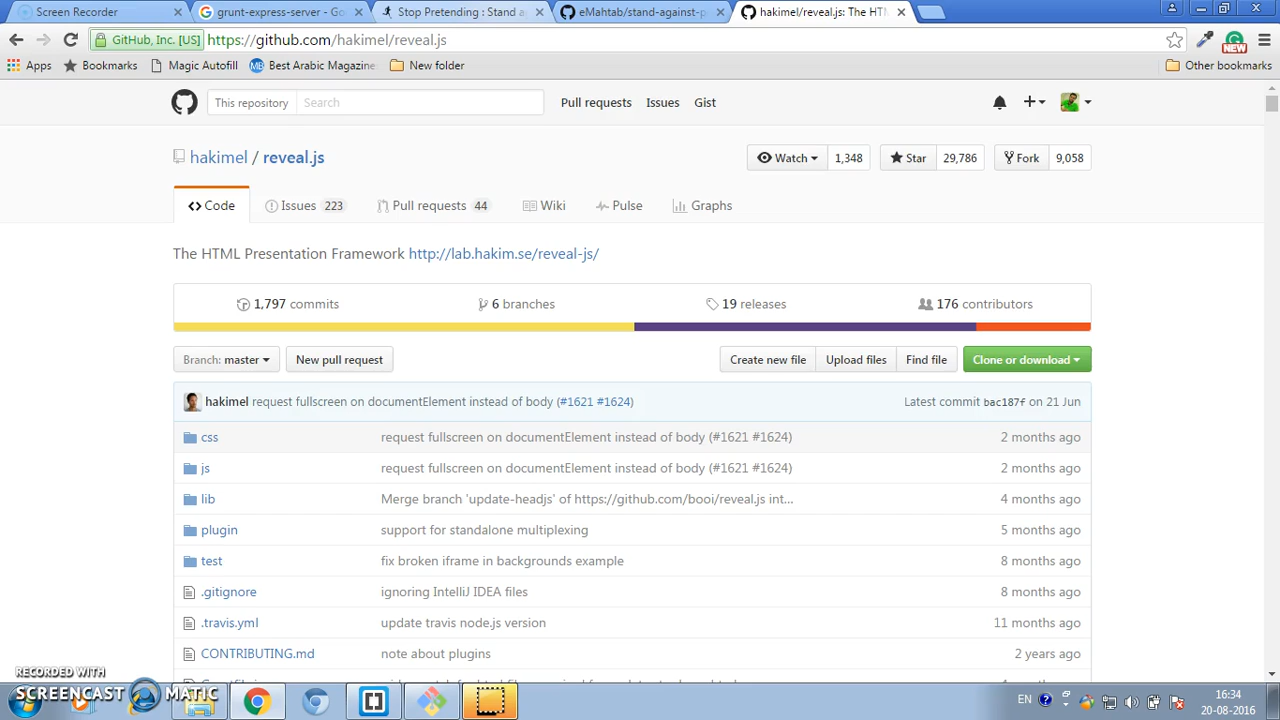 Screen Recorder
grunt-express-server - Go
Stop Pretending : Stand a
eMahtab/stand-against-p
hakimel/reveal.js: The HTM
GitHub, Inc. [US]
https://github.com/hakimel/reveal.js
NEW
Apps
Bookmarks
Magic Autofill
MB
Best Arabic Magazine
New folder
Other bookmarks
This repository
Search
Pull requests
Issues
Gist
hakimel / reveal.js
Watch
1,348
Star
29,786
Fork
9,058
Code
Issues 223
Pull requests 44
Wiki
Pulse
Graphs
The HTML Presentation Framework http://lab.hakim.se/reveal-js/
1,797 commits
6 branches
19 releases
176 contributors
Branch: master
New pull request
Create new file
Upload files
Find file
Clone or download
hakimel request fullscreen on documentElement instead of body (#1621 #1624)
Latest commit bac187f on 21 Jun
css
request fullscreen on documentElement instead of body (#1621 #1624)
2 months ago
js
request fullscreen on documentElement instead of body (#1621 #1624)
2 months ago
lib
Merge branch 'update-headjs' of https://github.com/booi/reveal.js int...
4 months ago
plugin
support for standalone multiplexing
5 months ago
test
fix broken iframe in backgrounds example
8 months ago
.gitignore
ignoring IntelliJ IDEA files
8 months ago
.travis.yml
update travis node.js version
11 months ago
CONTRIBUTING.md
note about plugins
2 years ago
RECORDED WITH
SCREENCAST MATIC
EN
16:34
20-08-2016